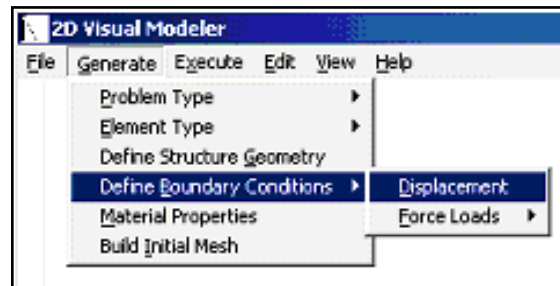 2D Visual Modeler
File Generate Execute Edit View Help
Problem Type
Element Type
Define Structure Geometry
Define Boundary Conditions Displacement
Material Properties Force Loads
Build Initial Mesh